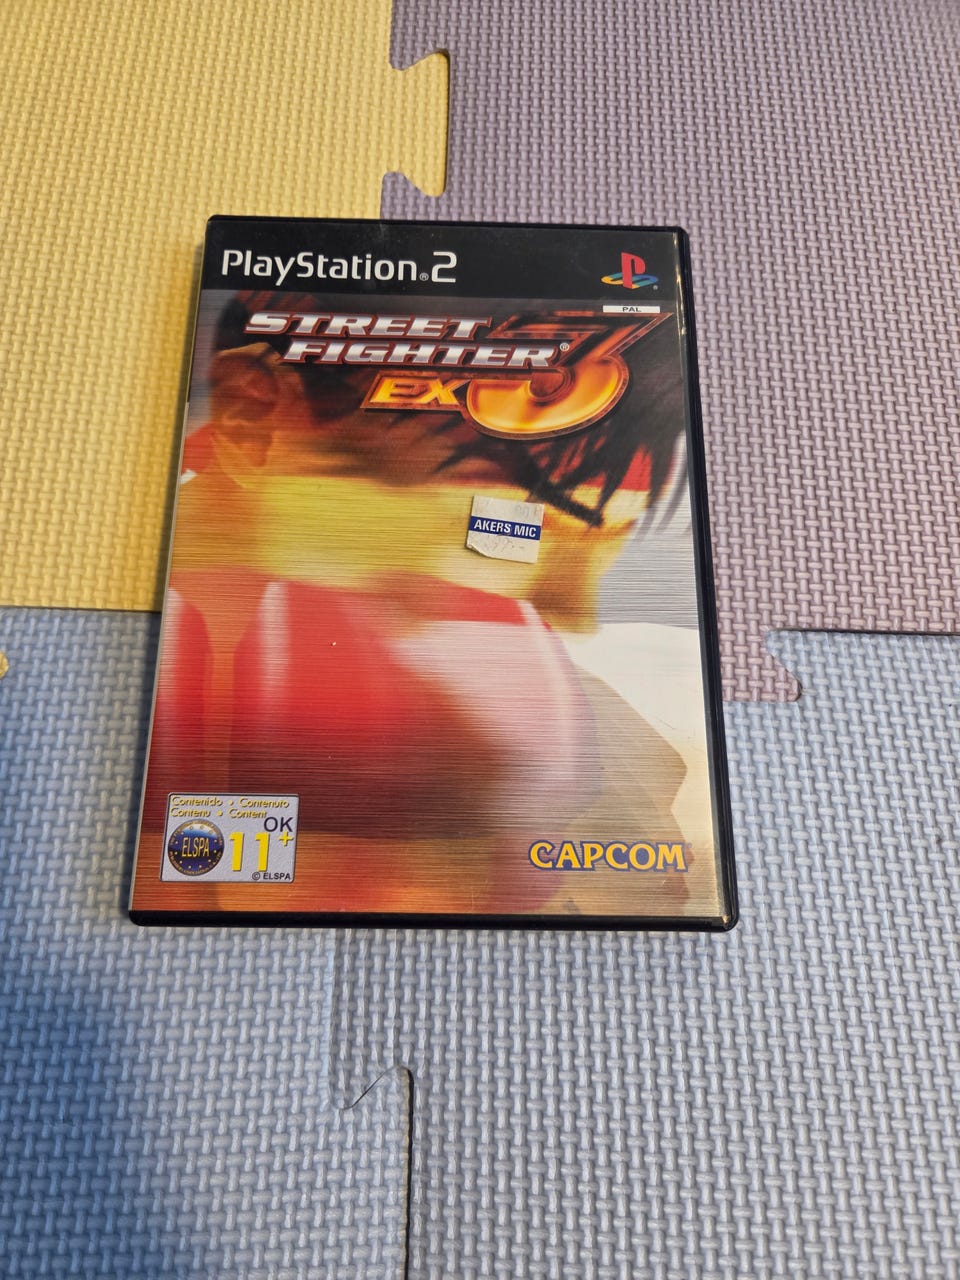 PlayStation®2
PAL
STREET
FIGHTER®
EX3
AKERS MIC
Contenido • Contenuto
Contenu • Content
OK
ELSPA
11+
© ELSPA
CAPCOM